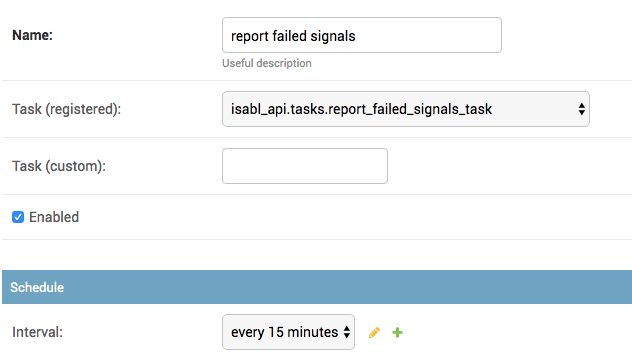 Name:
report failed signals
Useful description
Task (registered):
isabl_api.tasks.report_failed_signals_task
Task (custom):
Enabled
Schedule
Interval:
every 15 minutes